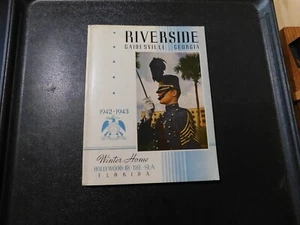 RIVERSIDE
GAINESVILLE GEORGIA
1942-1943
Winter Home
HOLLYWOOD-BY-THE-SEA
FLORIDA